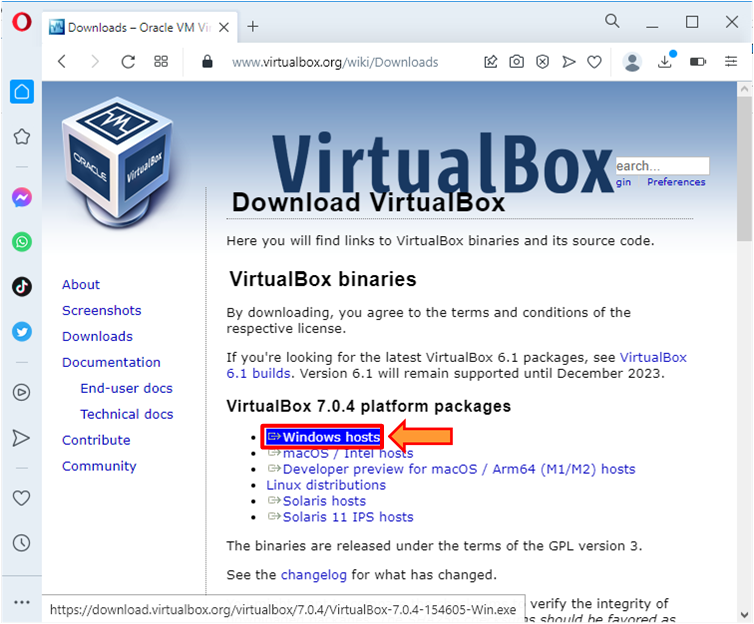 Downloads – Oracle VM Vi
www.virtualbox.org/wiki/Downloads
ORACLE
VirtualBox
VirtualBox
earch...
gin Preferences
Download VirtualBox
Here you will find links to VirtualBox binaries and its source code.
VirtualBox binaries
By downloading, you agree to the terms and conditions of the
respective license.
If you're looking for the latest VirtualBox 6.1 packages, see VirtualBox
6.1 builds. Version 6.1 will remain supported until December 2023.
VirtualBox 7.0.4 platform packages
Windows hosts
macOS / Intel hosts
Developer preview for macOS / Arm64 (M1/M2) hosts
Linux distributions
Solaris hosts
Solaris 11 IPS hosts
The binaries are released under the terms of the GPL version 3.
See the changelog for what has changed.
verify the integrity of
should be favored as
About
Screenshots
Downloads
Documentation
End-user docs
Technical docs
Contribute
Community
https://download.virtualbox.org/virtualbox/7.0.4/VirtualBox-7.0.4-154605-Win.exe